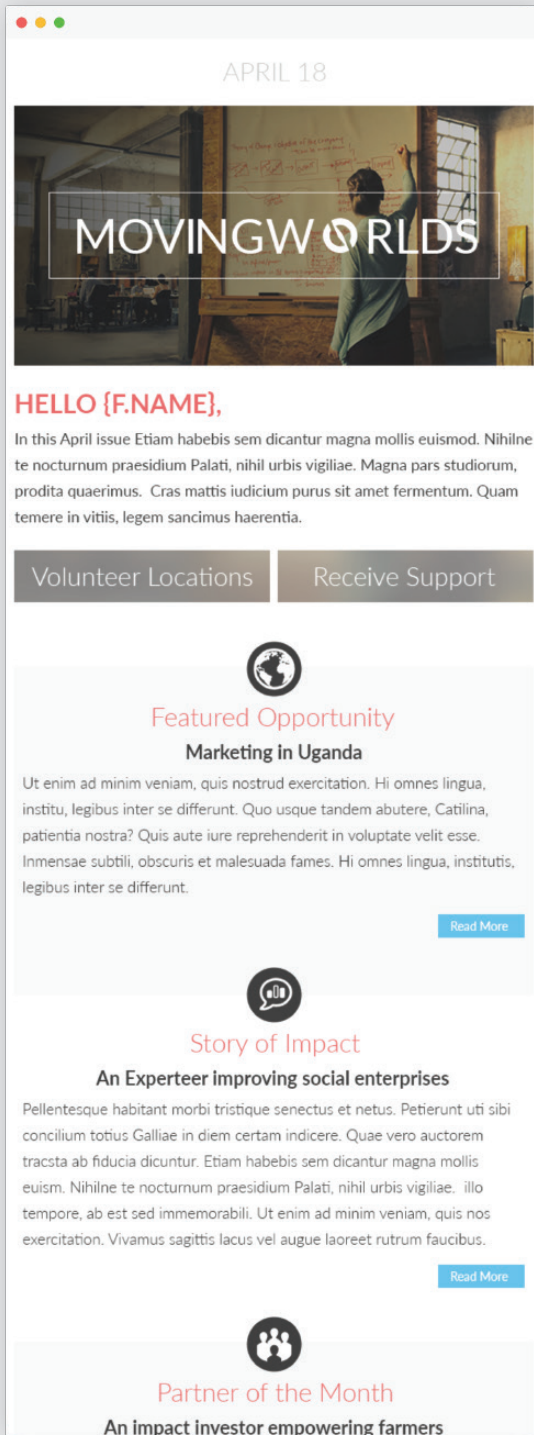 APRIL 18
MOVINGWORLDS
HELLO {F.NAME},
In this April issue Etiam habebis sem dicantur magna mollis euismod. Nihilne
te nocturnum praesidium Palati, nihil urbis vigiliae. Magna pars studiorum,
prodita quaerimus.  Cras mattis iudicium purus sit amet fermentum. Quam
temere in vitiis, legem sancimus haerentia.
Volunteer Locations
Receive Support
Featured Opportunity
Marketing in Uganda
Ut enim ad minim veniam, quis nostrud exercitation. Hi omnes lingua,
institu, legibus inter se differunt. Quo usque tandem abutere, Catilina,
patientia nostra? Quis aute iure reprehenderit in voluptate velit esse.
Inmensae subtili, obscuris et malesuada fames. Hi omnes lingua, institutis,
legibus inter se differunt.
Read More
Story of Impact
An Experteer improving social enterprises
Pellentesque habitant morbi tristique senectus et netus. Petierunt uti sibi
concilium totius Galliae in diem certam indicere. Quae vero auctorem
tracsta ab fiducia dicuntur. Etiam habebis sem dicantur magna mollis
euism. Nihilne te nocturnum praesidium Palati, nihil urbis vigiliae.  illo
tempore, ab est sed immemorabili. Ut enim ad minim veniam, quis nos
exercitation. Vivamus sagittis lacus vel augue laoreet rutrum faucibus.
Read More
Partner of the Month
An impact investor empowering farmers